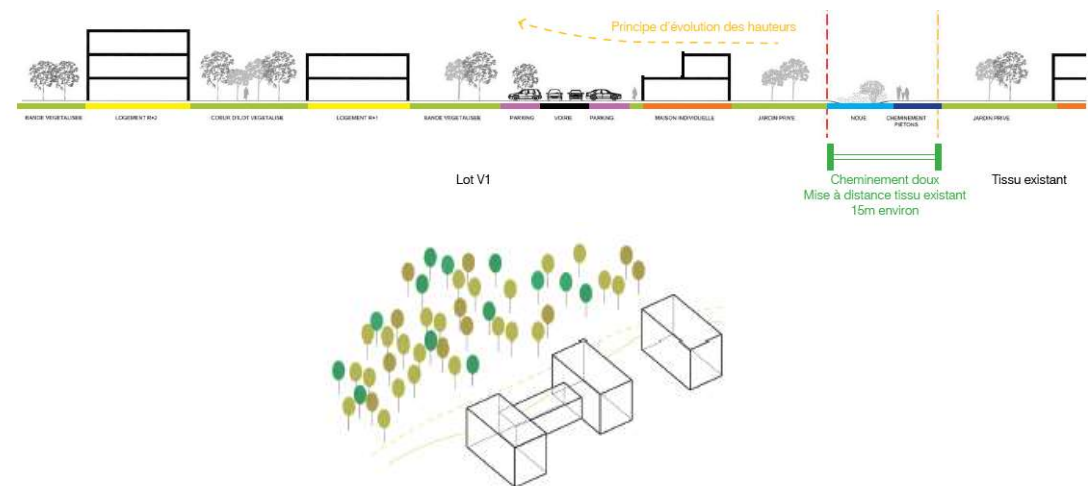 Principe d'évolution des hauteurs
BANDE VEGETALISEE
LOGEMENT R+2
COEUR D'ILOT VEGETALISE
LOGEMENT R+1
BANDE VEGETALISEE
PARKING
VOIRIE
PARKING
MAISON INDIVIDUELLE
JARDIN PRIVE
NOUE
CHEMINEMENT
PIETONS
JARDIN PRIVE
Lot V1
Cheminement doux
Mise à distance tissu existant
15m environ
Tissu existant